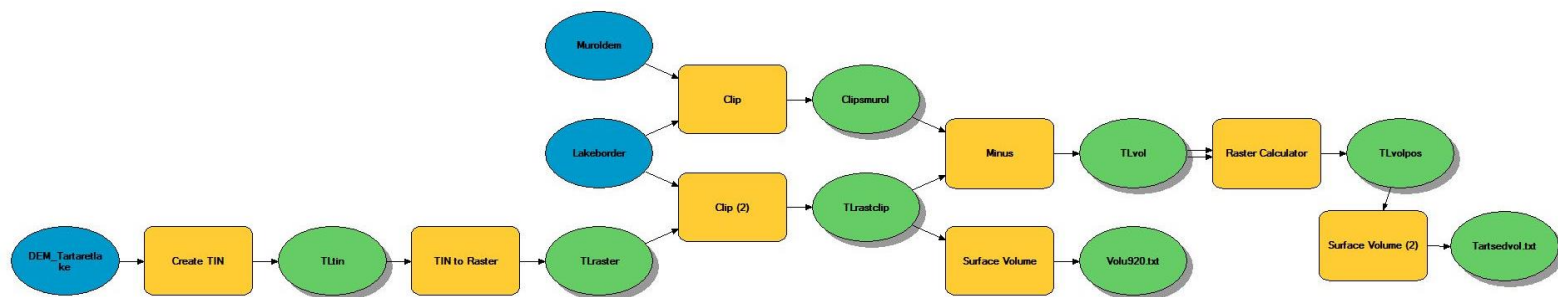 Muroldem
Clip
Clipsmurol
Lakeborder
Minus
TLvol
Raster Calculator
TLvolpos
Clip (2)
TLrastclip
DEM_Tartaretla
ke
Create TIN
TLtin
TIN to Raster
TLraster
Surface Volume
Volu920.txt
Surface Volume (2)
Tartsedvol.txt